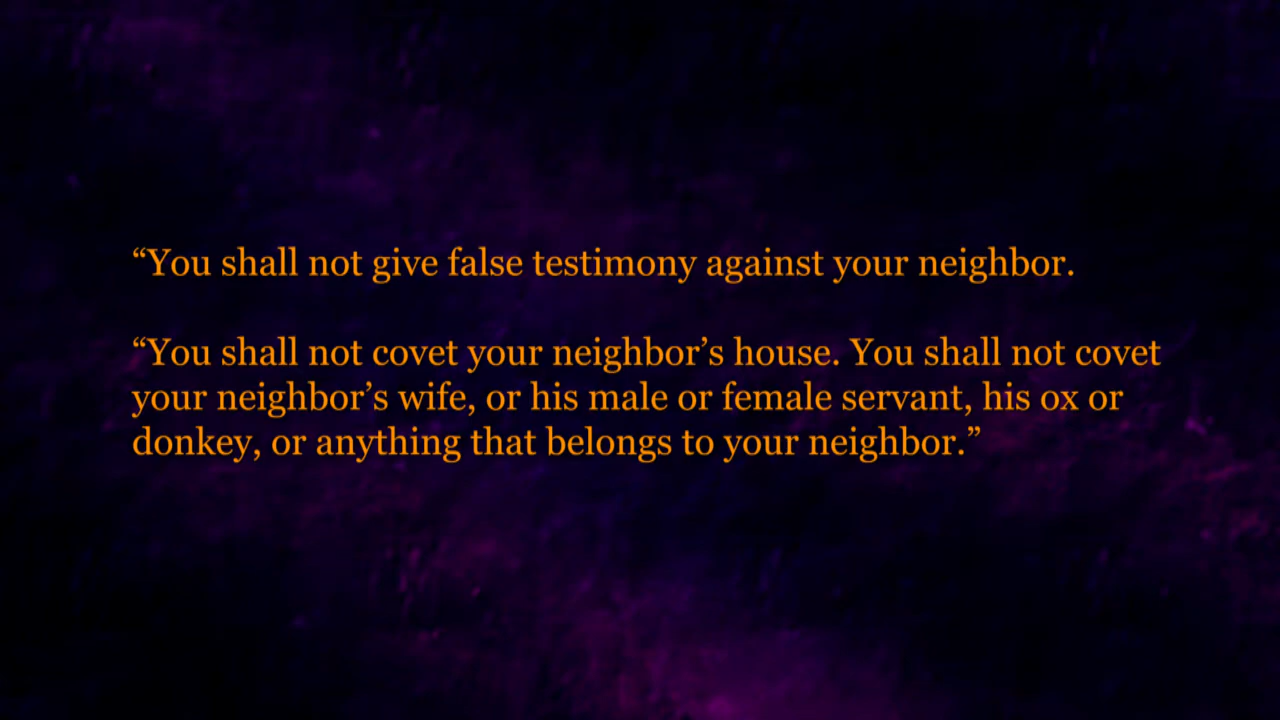 “You shall not give false testimony against your neighbor.
“You shall not covet your neighbor’s house. You shall not covet
your neighbor’s wife, or his male or female servant, his ox or
donkey, or anything that belongs to your neighbor.”